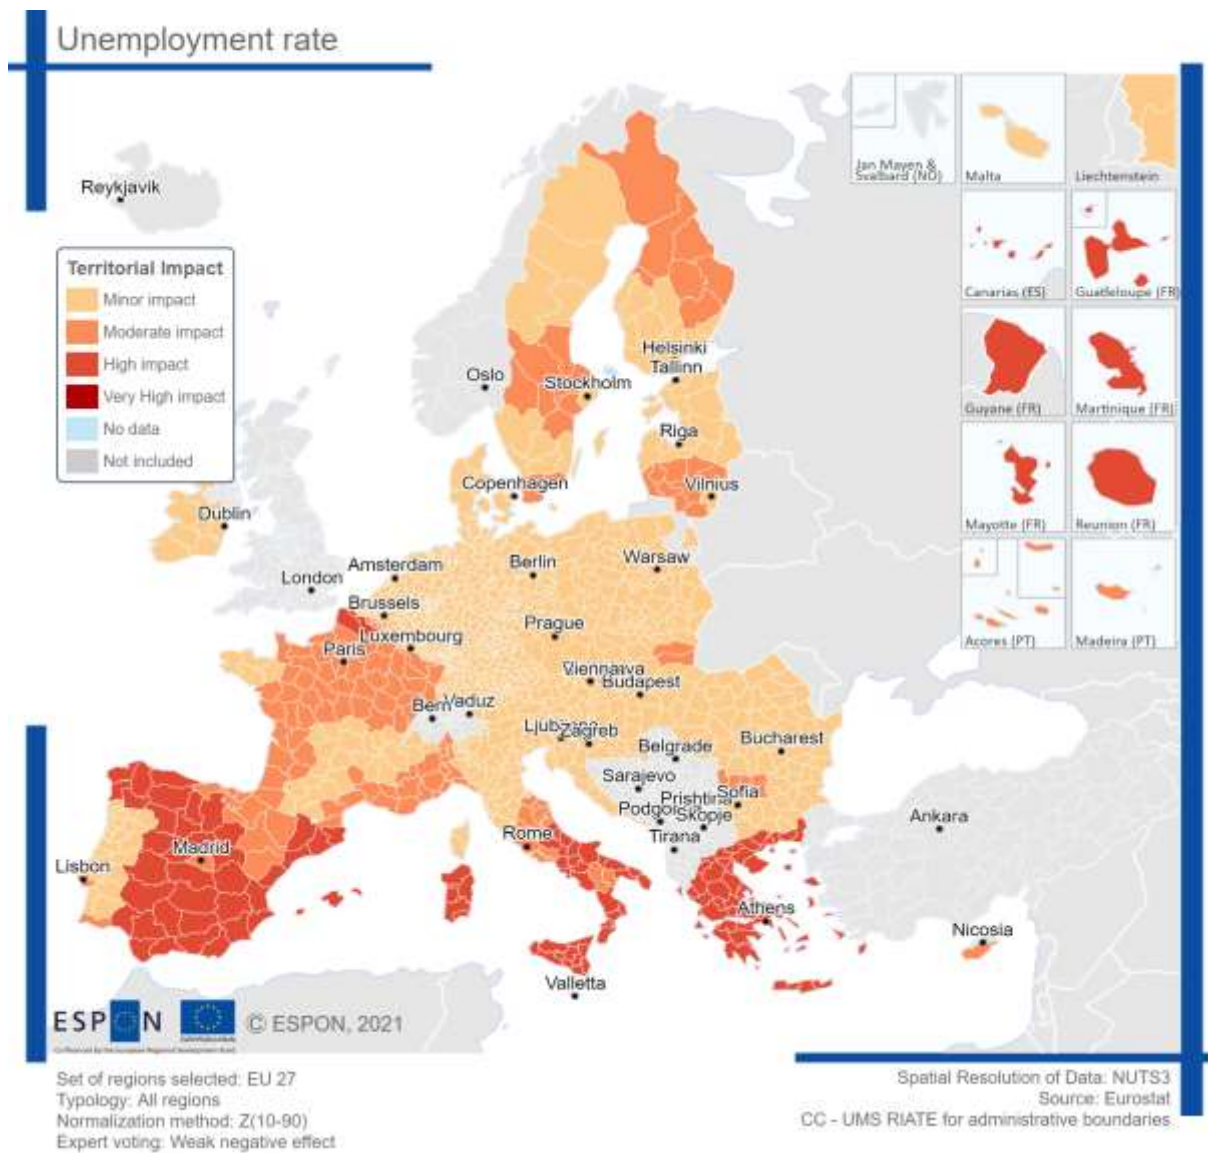 Unemployment rate
Reykjavik
Territorial Impact
Minor impact
Moderate impact
High impact
Very High impact
No data
Not included
Jan Mayen &
Svalbard (NO)
Malta
Liechtenstein
Canarias (ES)
Guadeloupe (FR)
Guyane (FR)
Martinique (FR)
Mayotte (FR)
Reunion (FR)
Acores (PT)
Madeira (PT)
Helsinki
Tallinn
Oslo
Stockholm
Riga
Copenhagen
Vilnius
Dublin
Amsterdam
Berlin
Warsaw
London
Brussels
Prague
Luxembourg
Paris
Vienna
Budapest
Bern
Vaduz
Zagreb
Belgrade
Bucharest
Sarajevo
Sofia
Skopje
Tirana
Ankara
Madrid
Rome
Lisbon
Athens
Nicosia
Valletta
ESPON
© ESPON, 2021
Set of regions selected: EU 27
Typology: All regions
Normalization method: Z(10-90)
Expert voting: Weak negative effect
Spatial Resolution of Data: NUTS3
Source: Eurostat
CC - UMS RIATE for administrative boundaries